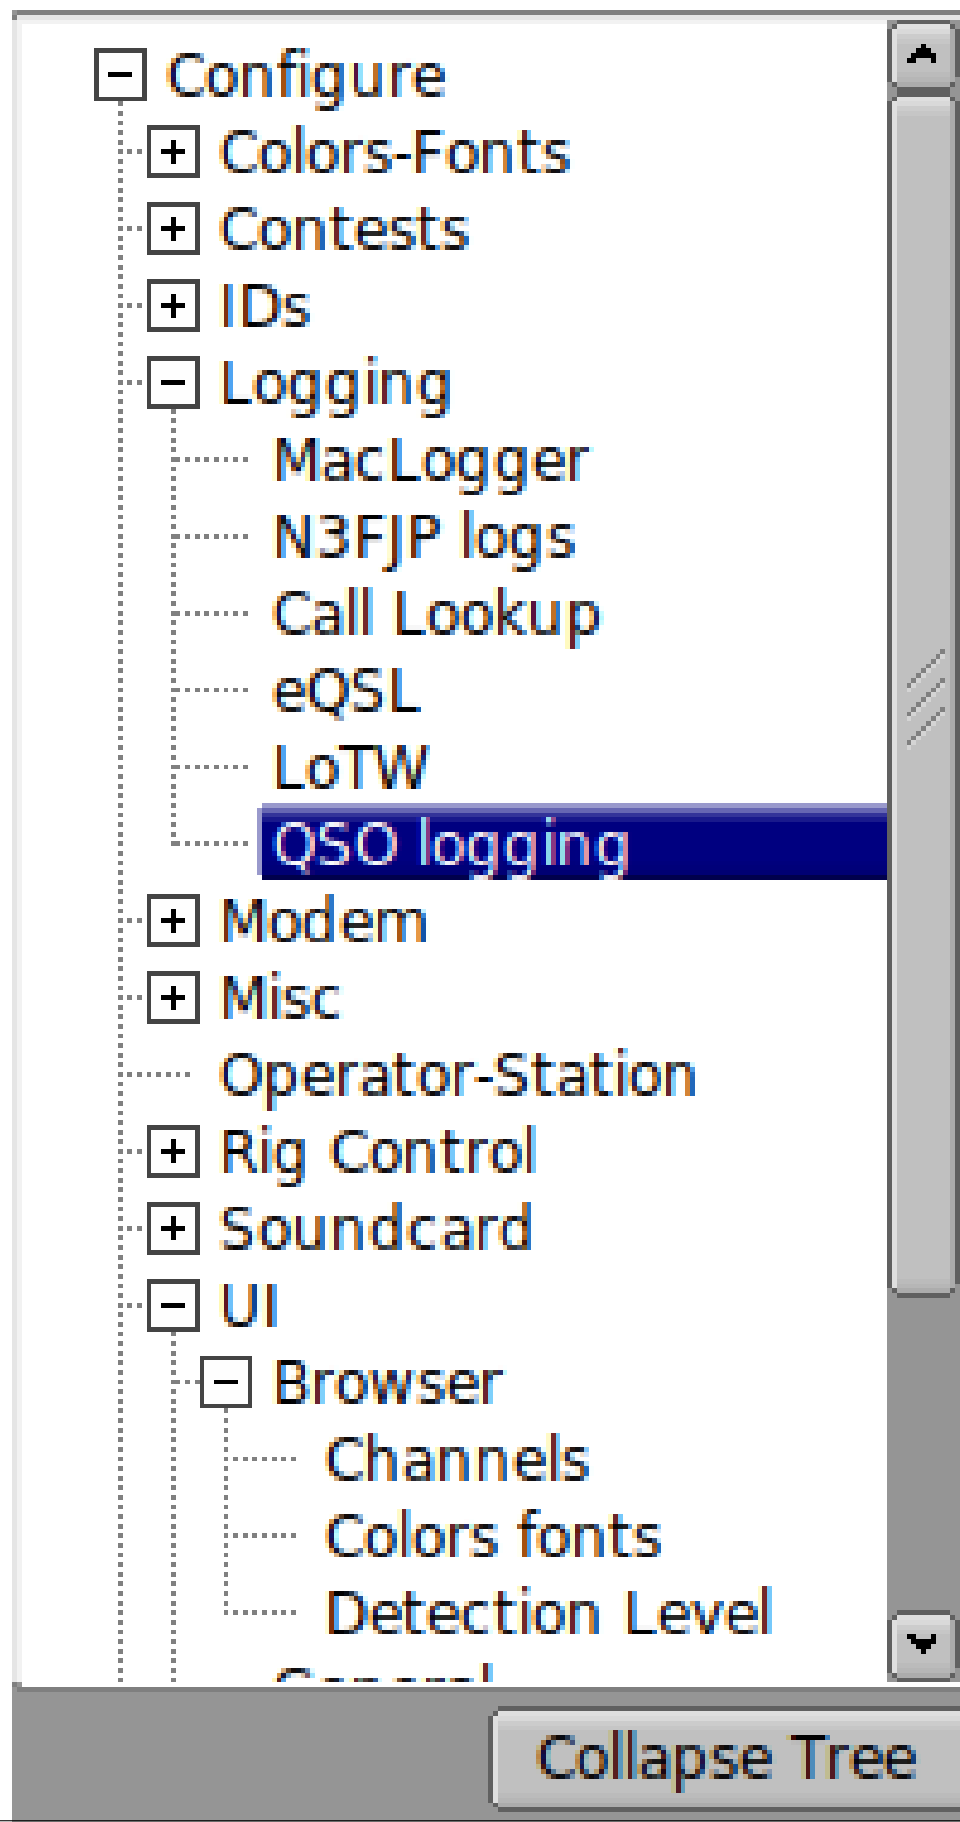 Configure
Colors-Fonts
Contests
IDs
Logging
MacLogger
N3FJP logs
Call Lookup
eQSL
LoTW
QSO logging
Modem
Misc
Operator-Station
Rig Control
Soundcard
UI
Browser
Channels
Colors fonts
Detection Level
General
Collapse Tree